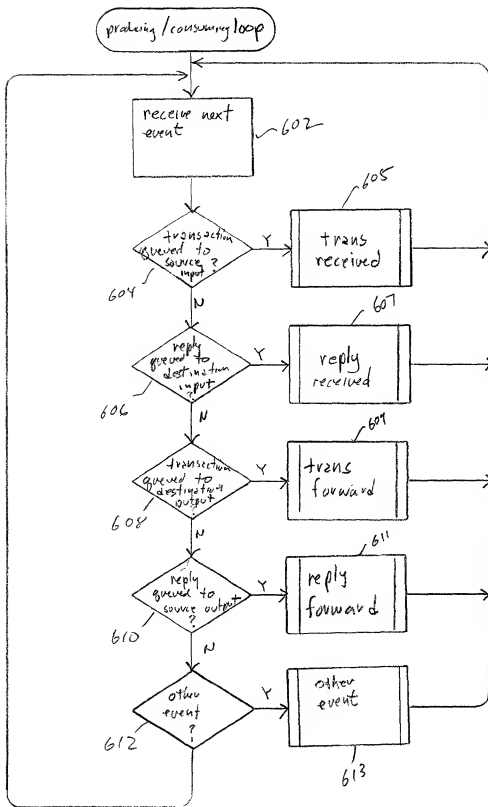 producing/consuming loop
receive next
event
602
transaction
queued to
source ?
input
604
Y
605
trans
received
N
reply
queued to
destination
input
?
606
Y
607
reply
received
N
transaction
queued to
destination
output
?
608
Y
609
trans
forward
N
reply
queued to
source output
?
610
Y
611
reply
forward
N
other
event
?
612
Y
other
event
613